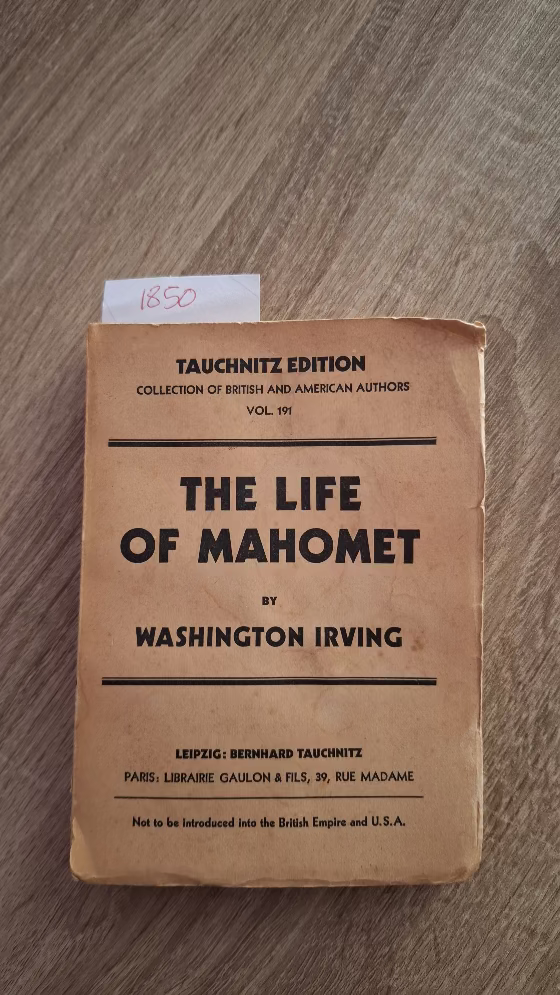 1850
TAUCHNITZ EDITION
COLLECTION OF BRITISH AND AMERICAN AUTHORS
VOL. 191
THE LIFE
OF MAHOMET
BY
WASHINGTON IRVING
LEIPZIG: BERNHARD TAUCHNITZ
PARIS: LIBRAIRIE GAULON & FILS, 39, RUE MADAME
Not to be introduced into the British Empire and U.S.A.